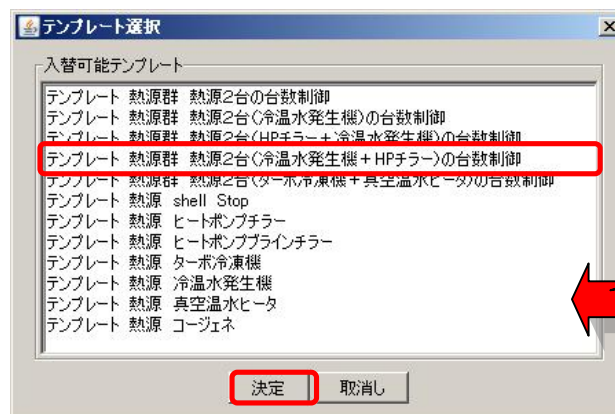 テンプレート選択
入替可能テンプレート
テンプレート 熱源群 熱源2台の台数制御
テンプレート 熱源群 熱源2台(冷温水発生機)の台数制御
テンプレート 熱源群 熱源2台(HPチラー+冷温水発生機)の台数制御
テンプレート 熱源群 熱源2台(冷温水発生機+HPチラー)の台数制御
テンプレート 熱源群 熱源2台(ターボ冷凍機+真空温水ヒータ)の台数制御
テンプレート 熱源 shell Stop
テンプレート 熱源 ヒートポンプチラー
テンプレート 熱源 ヒートポンプブラインチラー
テンプレート 熱源 ターボ冷凍機
テンプレート 熱源 冷温水発生機
テンプレート 熱源 真空温水ヒータ
テンプレート 熱源 コージェネ
決定 取消し